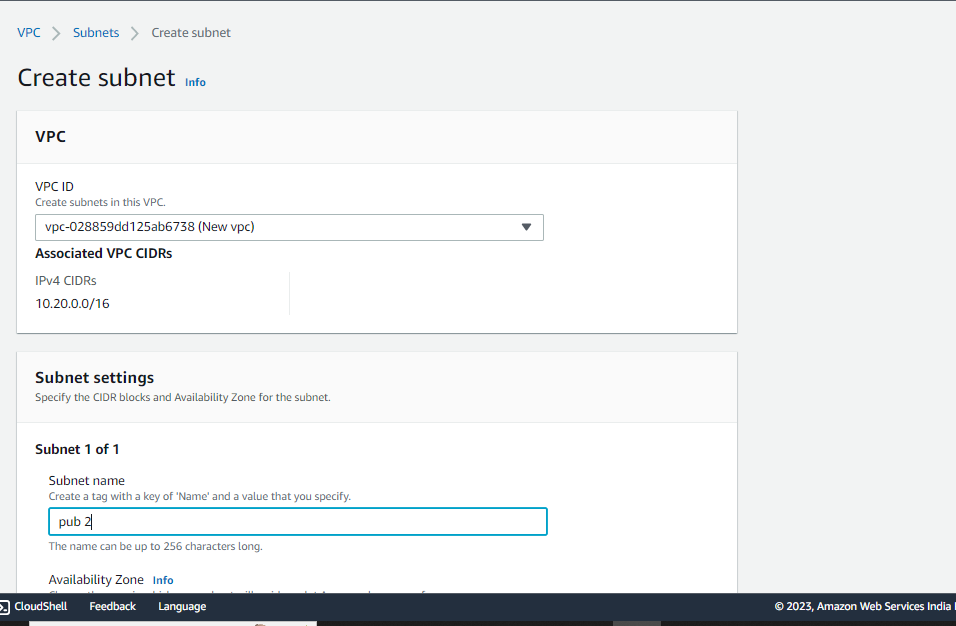 VPC > Subnets > Create subnet
Create subnet Info
VPC
VPC ID
Create subnets in this VPC.
vpc-028859dd125ab6738 (New vpc)
Associated VPC CIDRs
IPv4 CIDRs
10.20.0.0/16
Subnet settings
Specify the CIDR blocks and Availability Zone for the subnet.
Subnet 1 of 1
Subnet name
Create a tag with a key of 'Name' and a value that you specify.
pub 2
The name can be up to 256 characters long.
Availability Zone Info
CloudShell Feedback Language © 2023, Amazon Web Services India